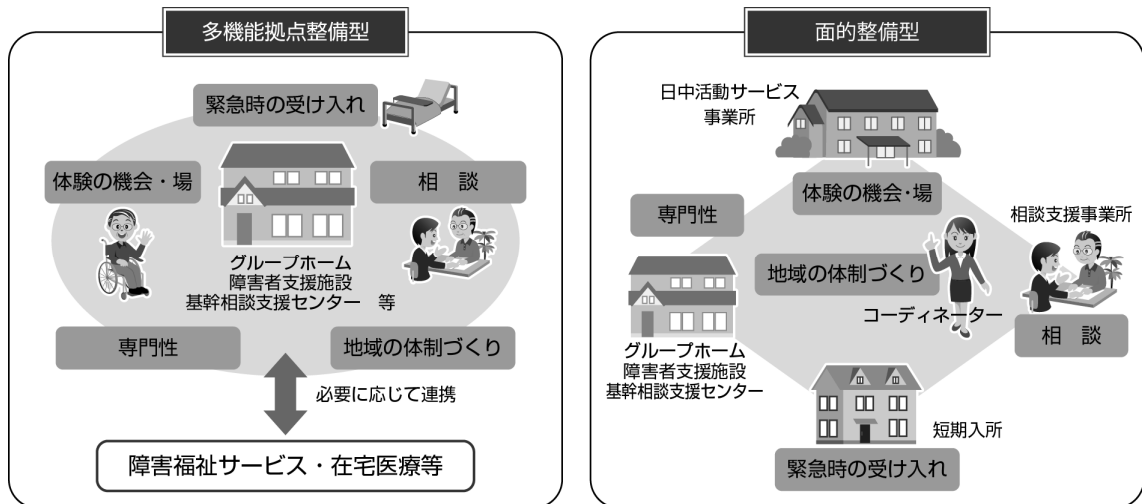 多機能拠点整備型
緊急時の受け入れ
体験の機会・場
相 談
グループホーム
障害者支援施設
基幹相談支援センター 等
専門性
地域の体制づくり
必要に応じて連携
障害福祉サービス・在宅医療等
面的整備型
日中活動サービス
事業所
体験の機会・場
専門性
相談支援事業所
地域の体制づくり
コーディネーター
相 談
グループホーム
障害者支援施設
基幹相談支援センター
短期入所
緊急時の受け入れ